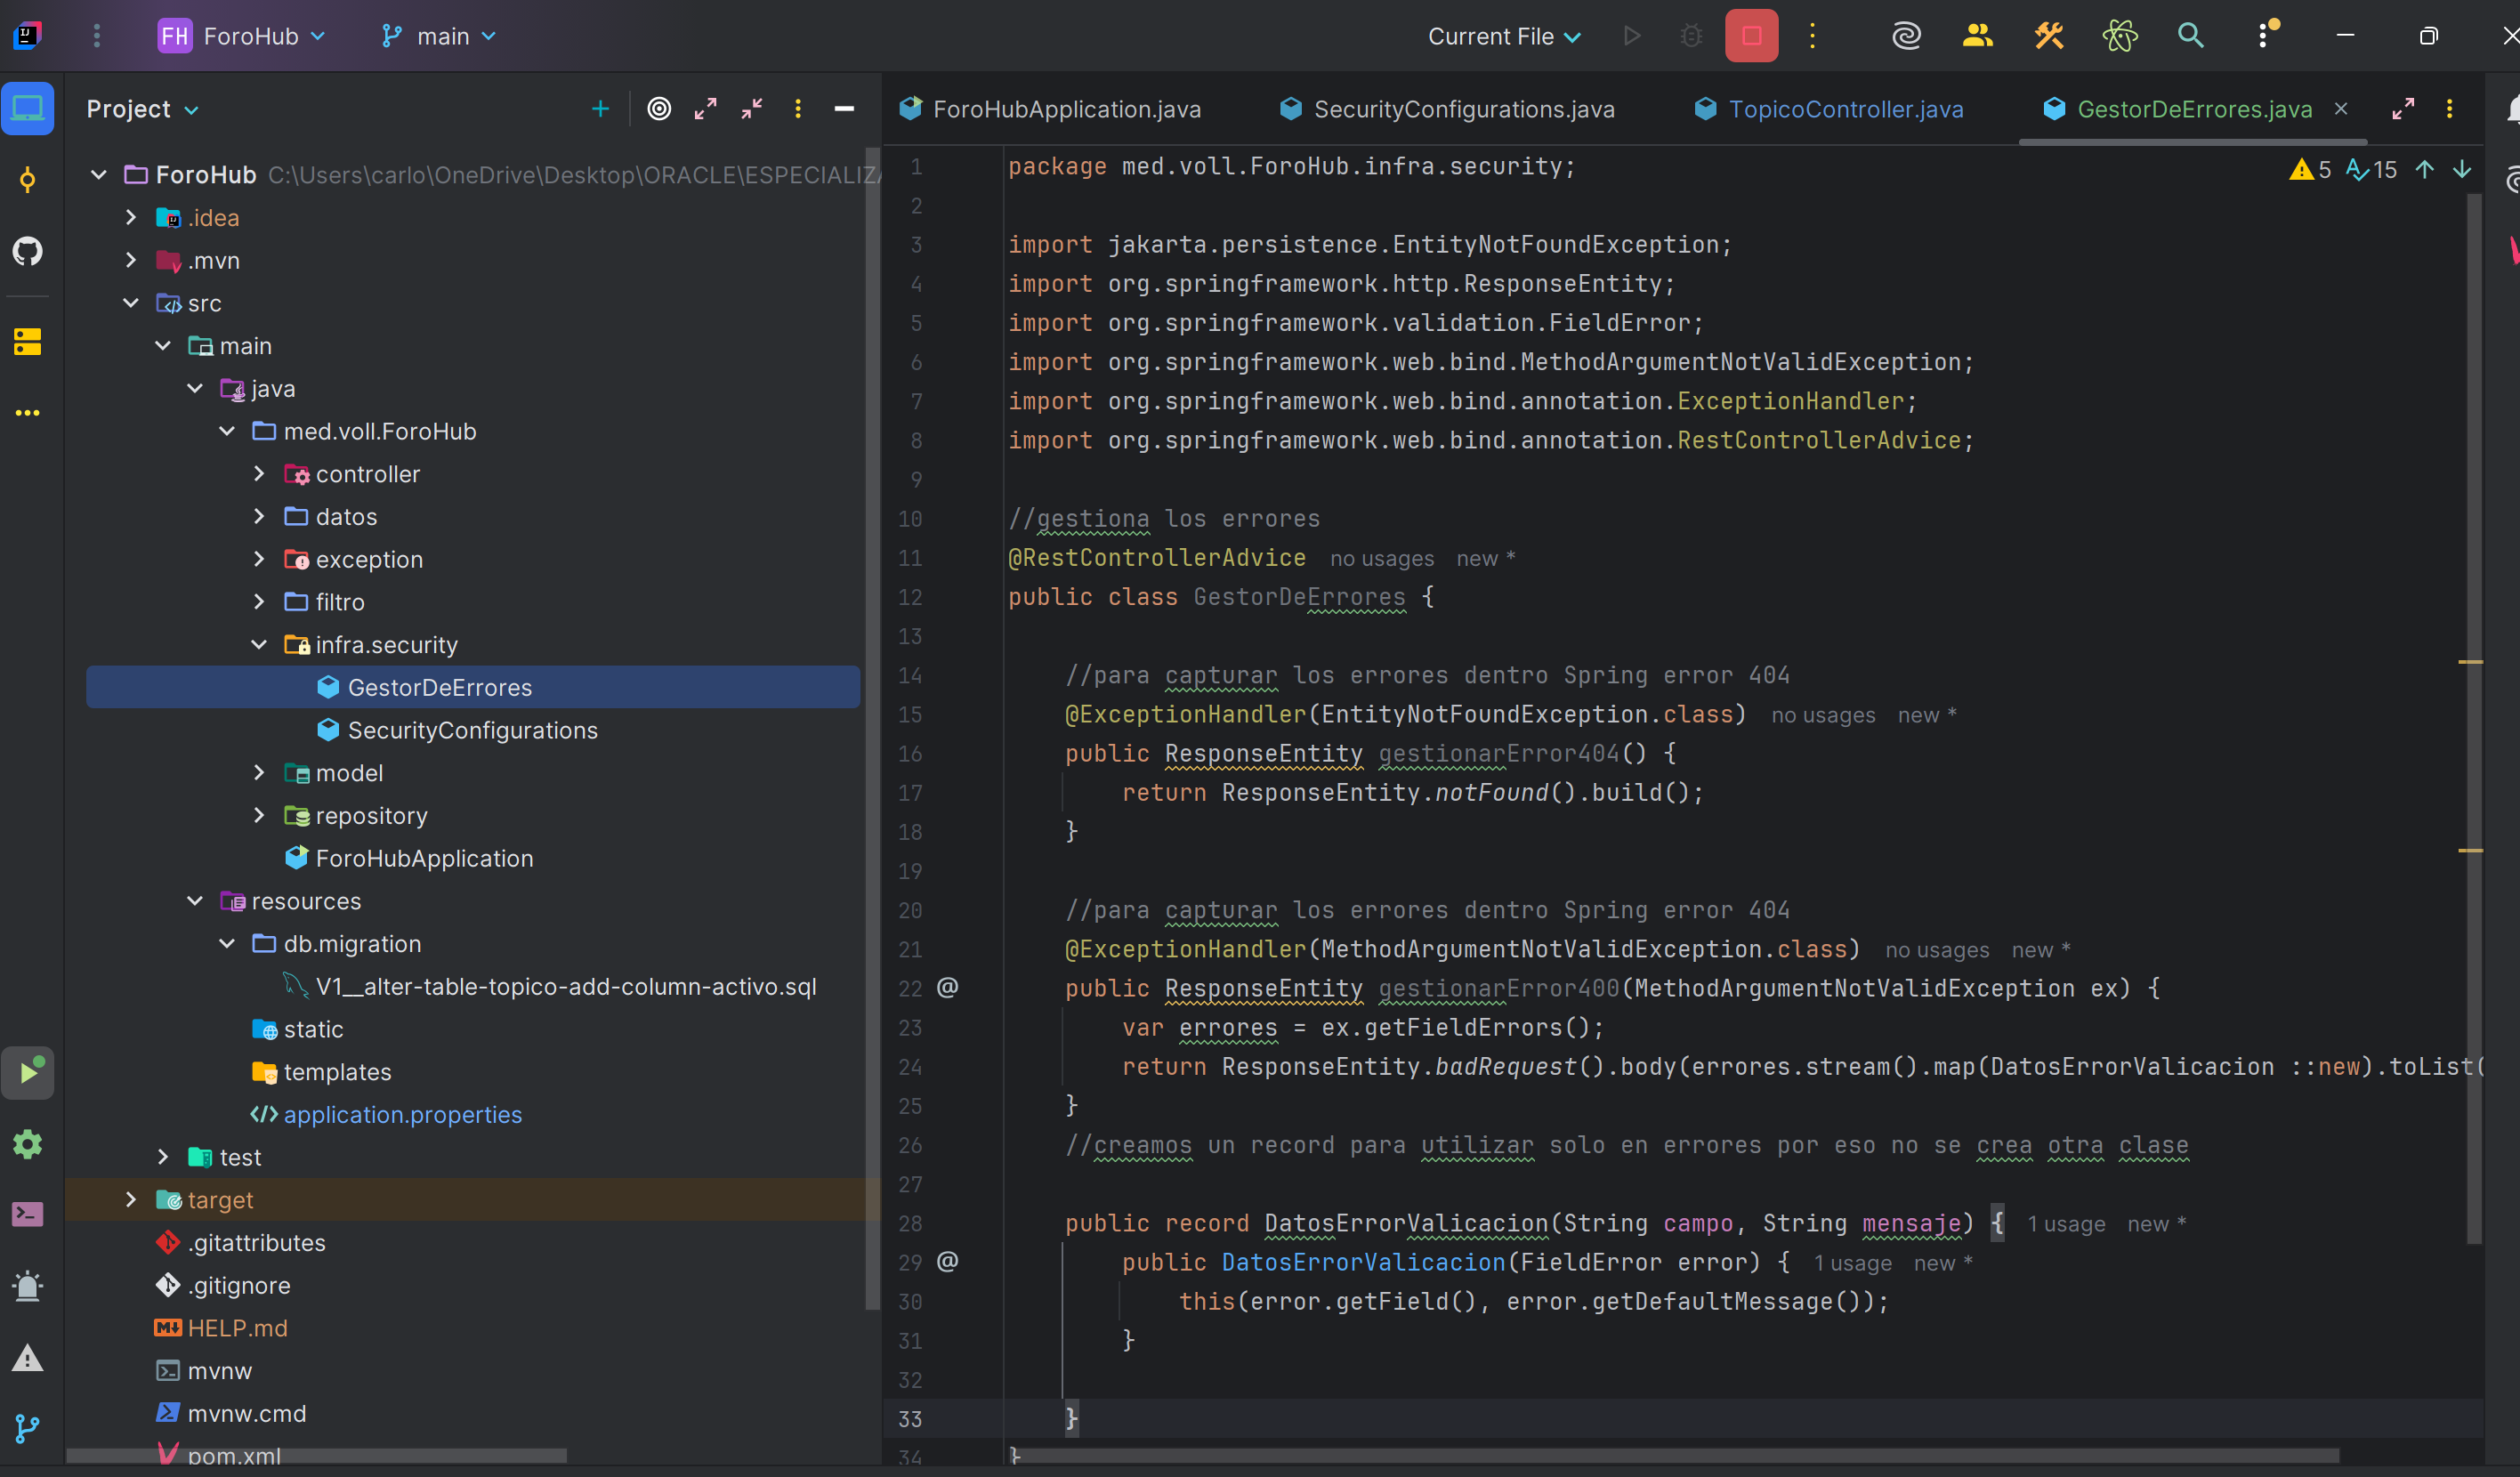 FH ForoHub main Current File
Project
ForoHub C:\Users\carlo\OneDrive\Desktop\ORACLE\ESPECIALIZA
.idea
.mvn
src
main
java
med.voll.ForoHub
controller
datos
exception
filtro
infra.security
GestorDeErrores
SecurityConfigurations
model
repository
ForoHubApplication
resources
db.migration
V1__alter-table-topico-add-column-activo.sql
static
templates
application.properties
test
target
.gitattributes
.gitignore
HELP.md
mvnw
mvnw.cmd
pom.xml
ForoHubApplication.java SecurityConfigurations.java TopicoController.java GestorDeErrores.java
5 15
1 package med.voll.ForoHub.infra.security;
2
3 import jakarta.persistence.EntityNotFoundException;
4 import org.springframework.http.ResponseEntity;
5 import org.springframework.validation.FieldError;
6 import org.springframework.web.bind.MethodArgumentNotValidException;
7 import org.springframework.web.bind.annotation.ExceptionHandler;
8 import org.springframework.web.bind.annotation.RestControllerAdvice;
9
10 //gestiona los errores
11 @RestControllerAdvice no usages new *
12 public class GestorDeErrores {
13
14 //para capturar los errores dentro Spring error 404
15 @ExceptionHandler(EntityNotFoundException.class) no usages new *
16 public ResponseEntity gestionarError404() {
17 return ResponseEntity.notFound().build();
18 }
19
20 //para capturar los errores dentro Spring error 404
21 @ExceptionHandler(MethodArgumentNotValidException.class) no usages new *
22 @ public ResponseEntity gestionarError400(MethodArgumentNotValidException ex) {
23 var errores = ex.getFieldErrors();
24 return ResponseEntity.badRequest().body(errores.stream().map(DatosErrorValicacion ::new).toList(
25 }
26 //creamos un record para utilizar solo en errores por eso no se crea otra clase
27
28 public record DatosErrorValicacion(String campo, String mensaje) { 1 usage new *
29 @ public DatosErrorValicacion(FieldError error) { 1 usage new *
30 this(error.getField(), error.getDefaultMessage());
31 }
32
33 }
34 }